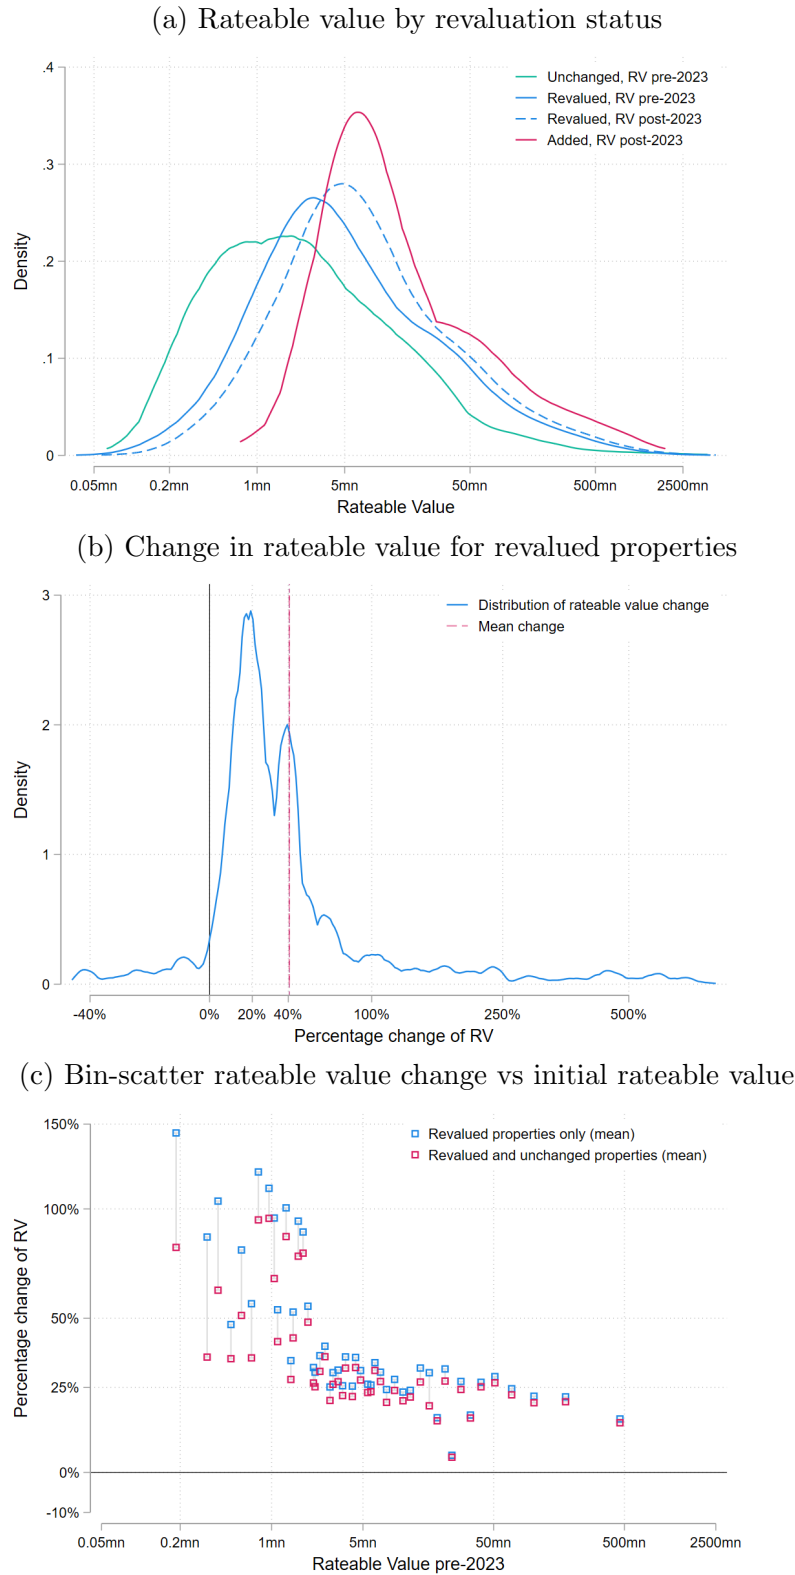 (a) Rateable value by revaluation status
.4
.3
.2
.1
0
Density
Unchanged, RV pre-2023
Revalued, RV pre-2023
Revalued, RV post-2023
Added, RV post-2023
0.05mn 0.2mn 1mn 5mn 50mn 500mn 2500mn
Rateable Value
(b) Change in rateable value for revalued properties
3
2
1
0
Density
Distribution of rateable value change
Mean change
-40% 0% 20% 40% 100% 250% 500%
Percentage change of RV
(c) Bin-scatter rateable value change vs initial rateable value
150%
100%
50%
25%
0%
-10%
Percentage change of RV
Revalued properties only (mean)
Revalued and unchanged properties (mean)
0.05mn 0.2mn 1mn 5mn 50mn 500mn 2500mn
Rateable Value pre-2023